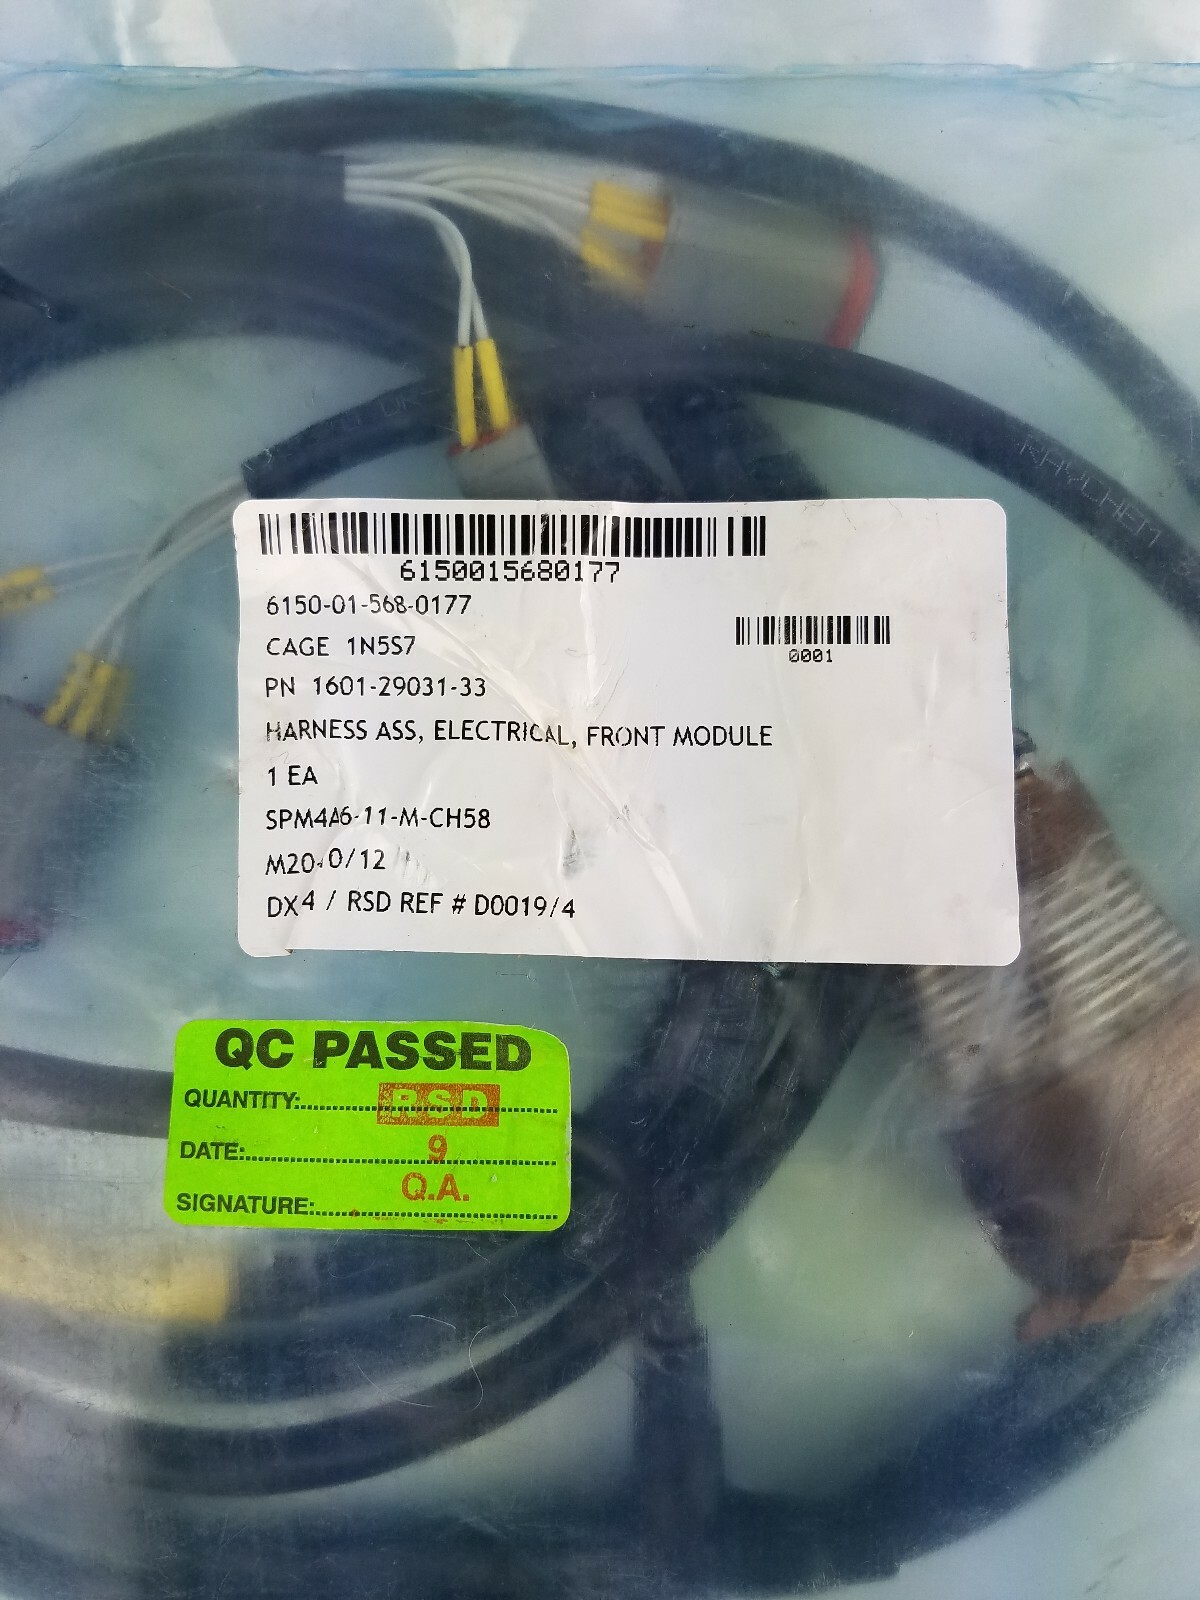 RAYCHEM
6150015680177
6150-01-568-0177
CAGE 1N5S7
0001
PN 1601-29031-33
HARNESS ASS, ELECTRICAL, FRONT MODULE
1 EA
SPM4A6-11-M-CH58
DX4 / RSD REF # D0019/4
QC PASSED
QUANTITY: RSD
DATE: 9
SIGNATURE: Q.A.